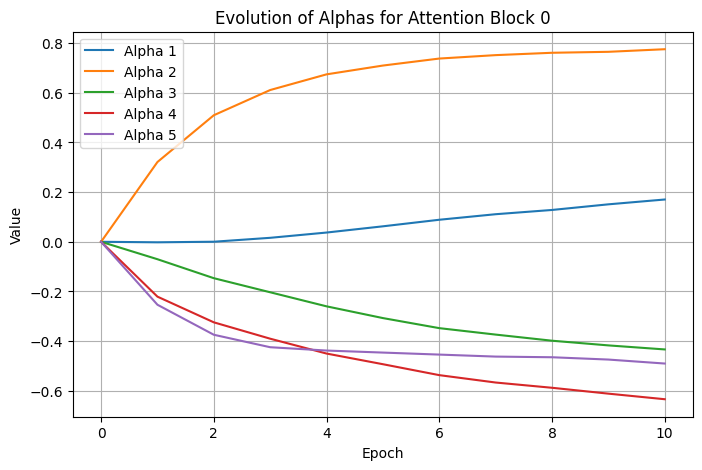 Evolution of Alphas for Attention Block 0
Alpha 1
Alpha 2
Alpha 3
Alpha 4
Alpha 5
Value
0.8
0.6
0.4
0.2
0.0
−0.2
−0.4
−0.6
0 2 4 6 8 10
Epoch